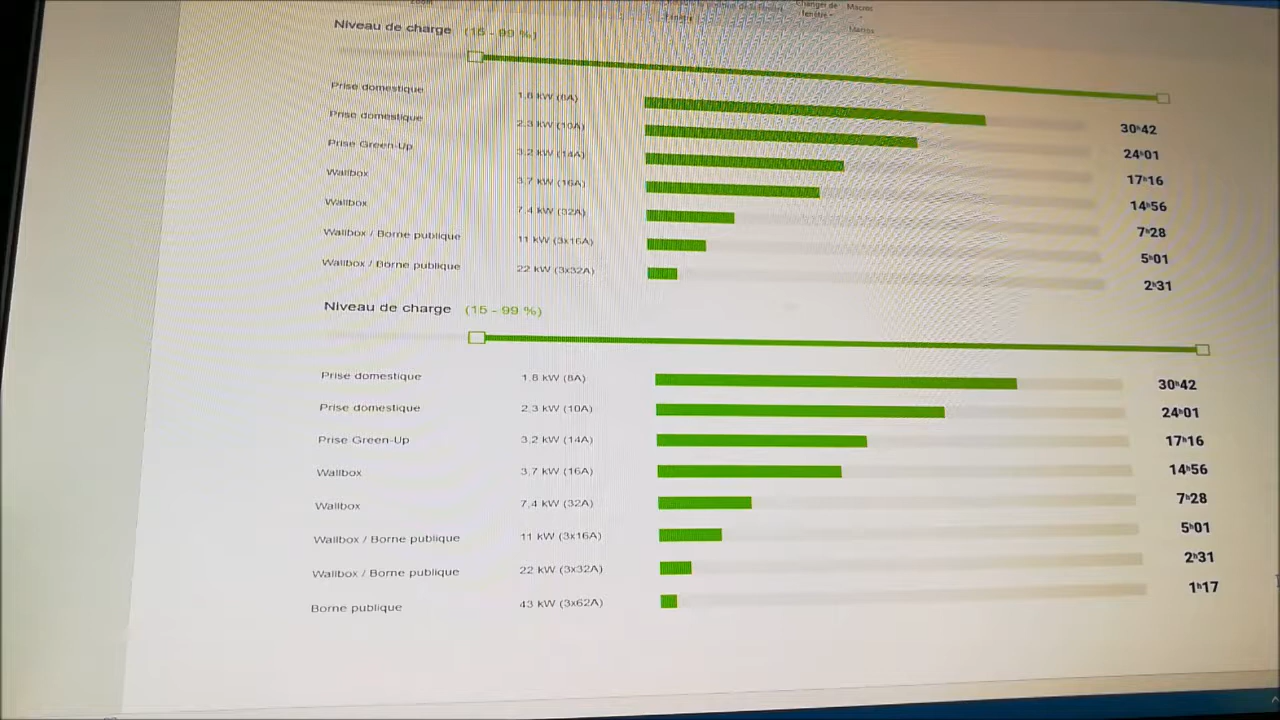 Changer de
fenêtre
Macros
Macros
Niveau de charge (15 - 99 %)
Prise domestique 1.8 kW (8A) 30h42
Prise domestique 2.3 kW (10A) 24h01
Prise Green-Up 3.2 kW (14A) 17h16
Wallbox 3.7 kW (16A) 14h56
Wallbox 7.4 kW (32A) 7h28
Wallbox / Borne publique 11 kW (3x16A) 5h01
Wallbox / Borne publique 22 kW (3x32A) 2h31
Niveau de charge (15 - 99 %)
Prise domestique 1.8 kW (8A) 30h42
Prise domestique 2.3 kW (10A) 24h01
Prise Green-Up 3.2 kW (14A) 17h16
Wallbox 3.7 kW (16A) 14h56
Wallbox 7.4 kW (32A) 7h28
Wallbox / Borne publique 11 kW (3x16A) 5h01
Wallbox / Borne publique 22 kW (3x32A) 2h31
Borne publique 43 kW (3x62A) 1h17